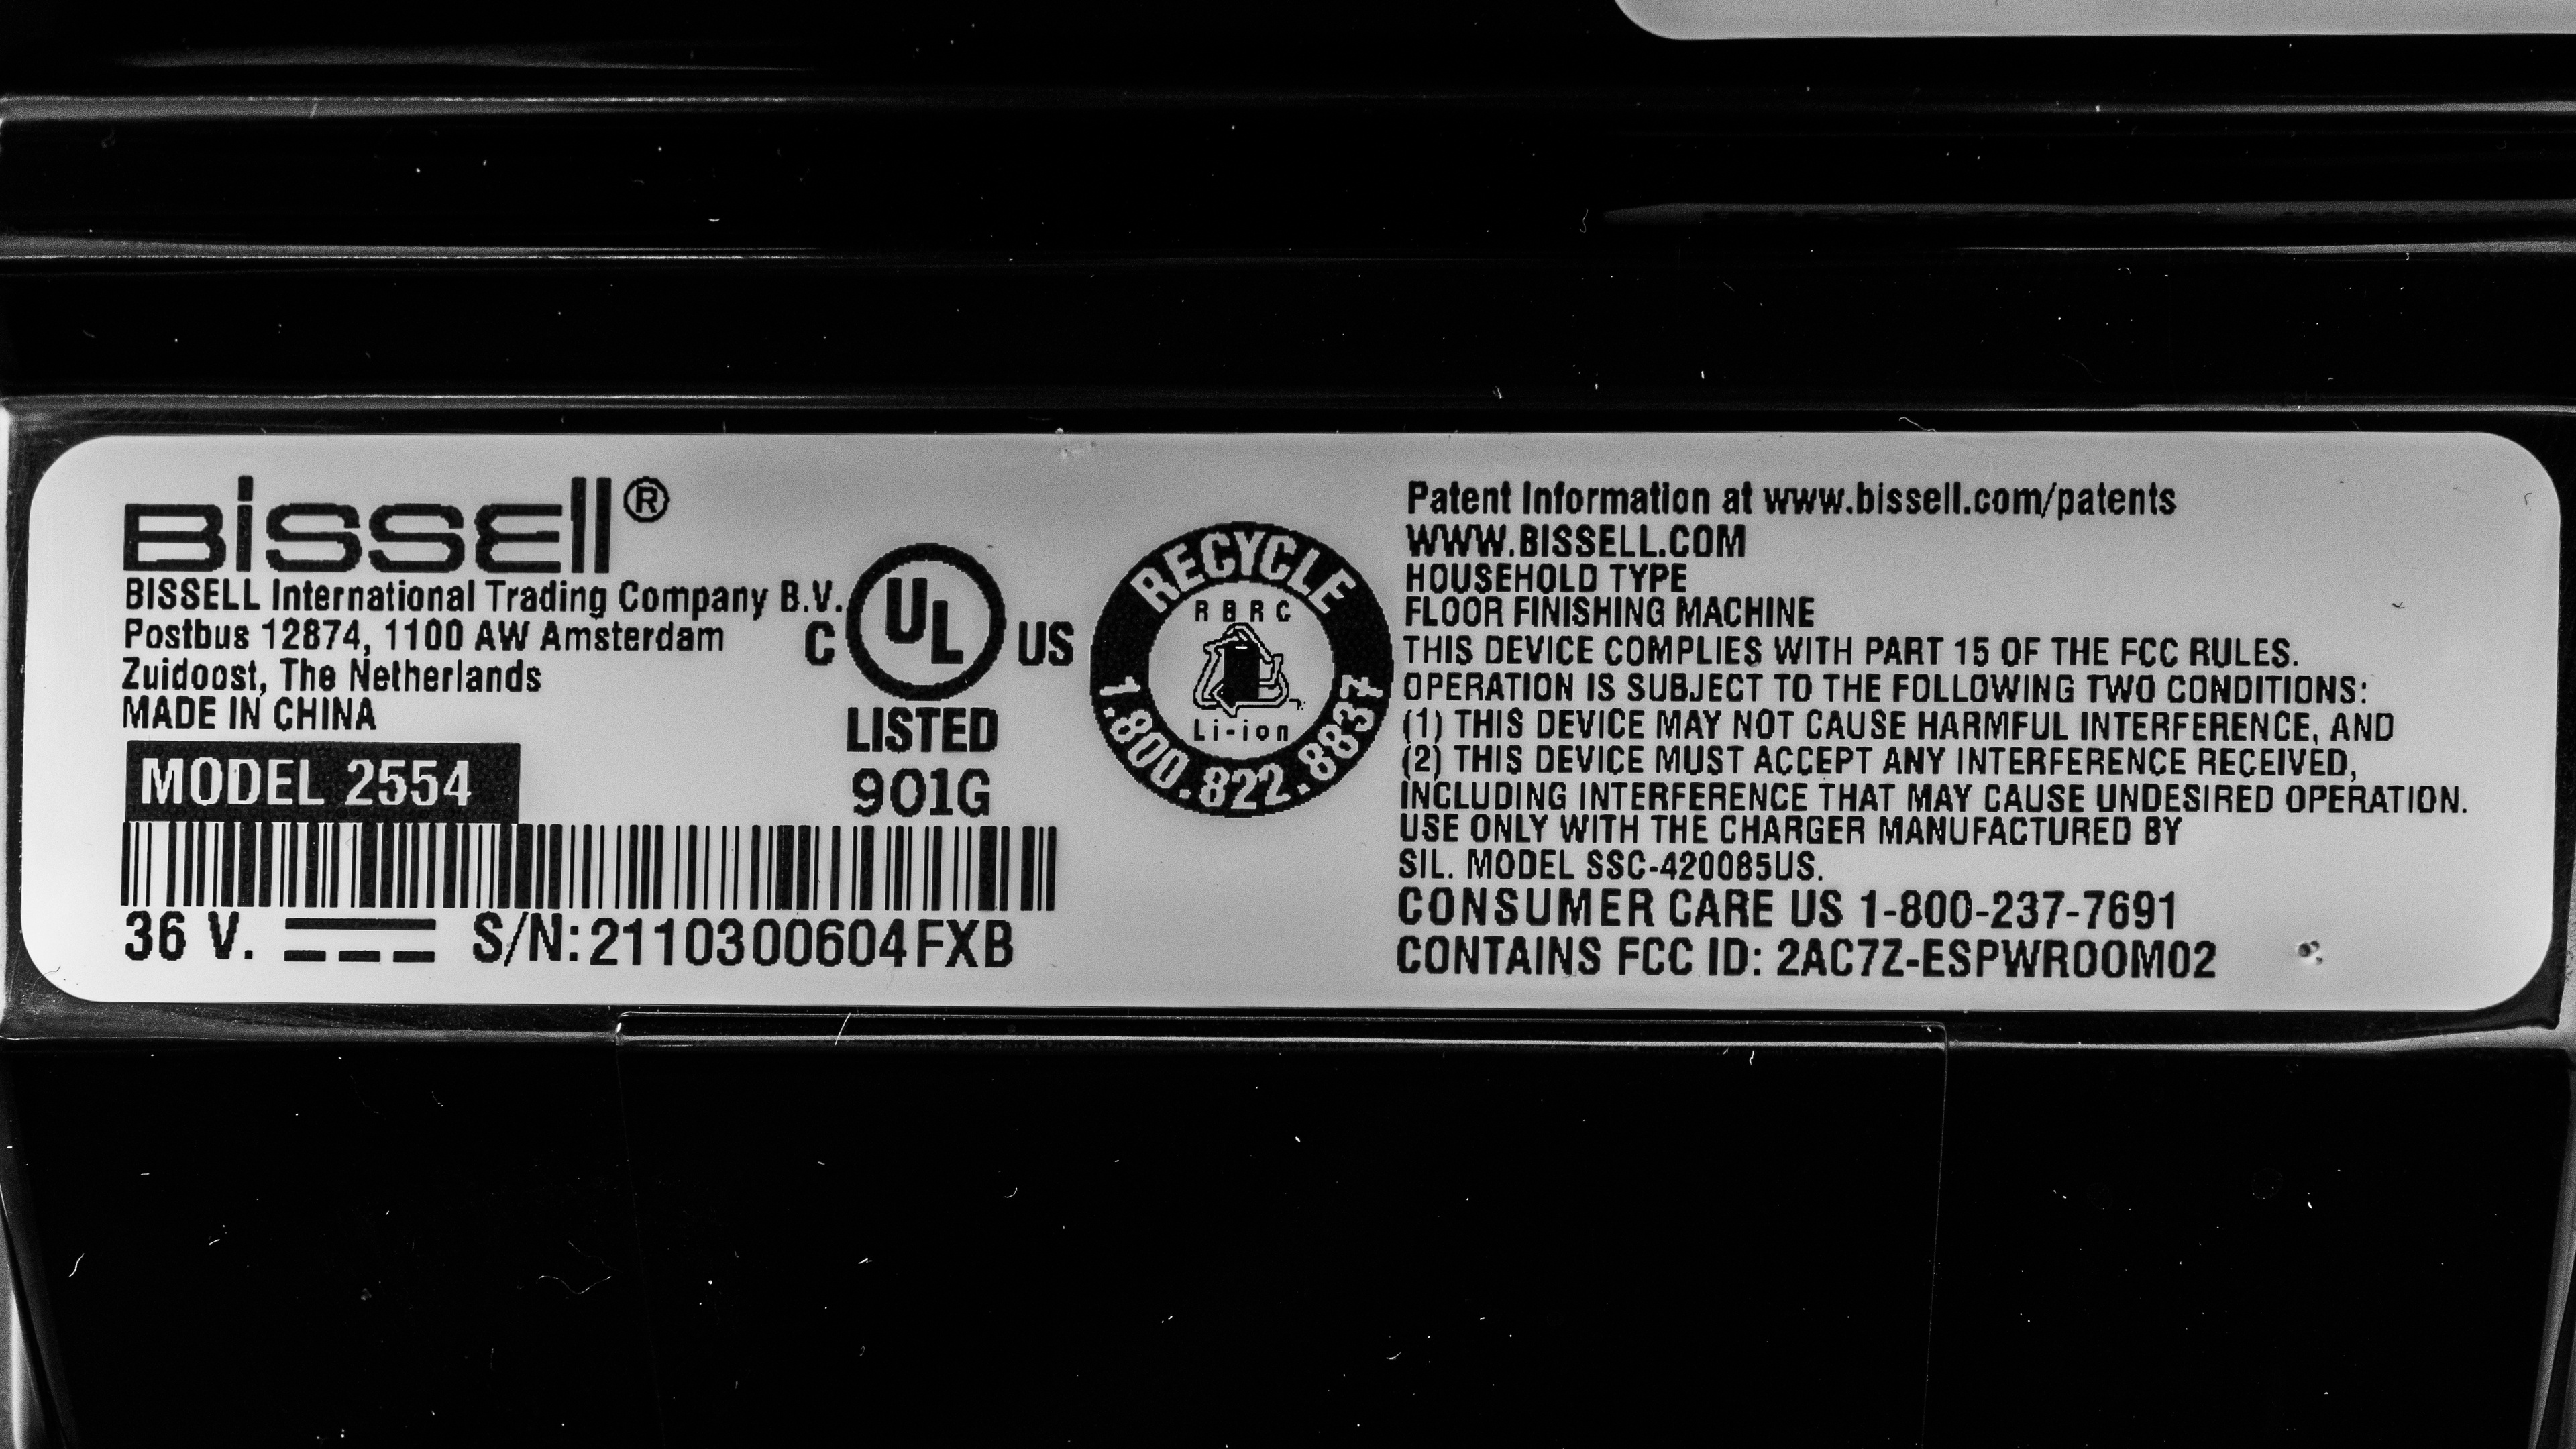 Bissell®
BISSELL International Trading Company B.V.
Postbus 12874, 1100 AW Amsterdam
Zuidoost, The Netherlands
MADE IN CHINA
MODEL 2554
36 V. S/N: 2110300604FXB
C UL US
LISTED
901G
RECYCLE
RBRC
Li-ion
1.800.822.8837
Patent Information at www.bissell.com/patents
WWW.BISSELL.COM
HOUSEHOLD TYPE
FLOOR FINISHING MACHINE
THIS DEVICE COMPLIES WITH PART 15 OF THE FCC RULES.
OPERATION IS SUBJECT TO THE FOLLOWING TWO CONDITIONS:
(1) THIS DEVICE MAY NOT CAUSE HARMFUL INTERFERENCE, AND
(2) THIS DEVICE MUST ACCEPT ANY INTERFERENCE RECEIVED,
INCLUDING INTERFERENCE THAT MAY CAUSE UNDESIRED OPERATION.
USE ONLY WITH THE CHARGER MANUFACTURED BY
SIL. MODEL SSC-420085US.
CONSUMER CARE US 1-800-237-7691
CONTAINS FCC ID: 2AC7Z-ESPWROOM02